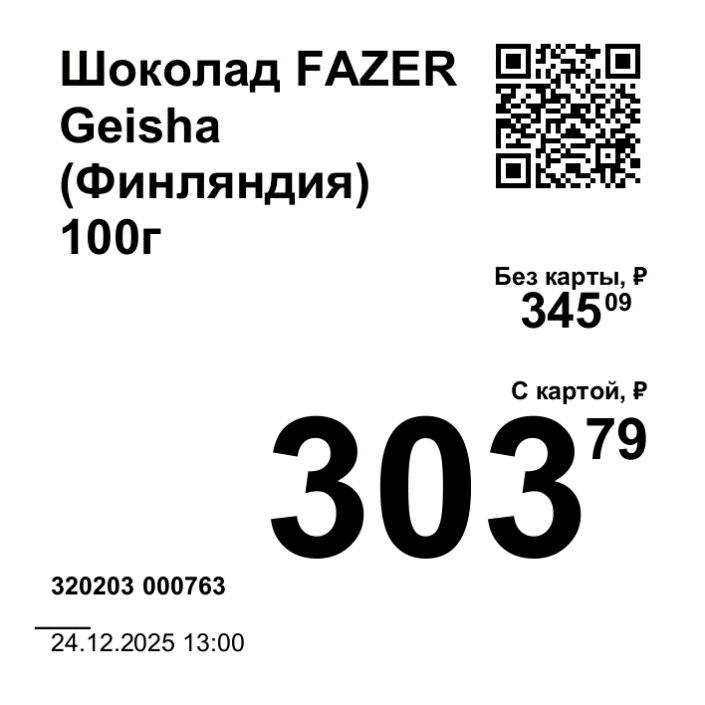 Шоколад FAZER
Geisha
(Финляндия)
100г
Без карты, ₽
345 09
С картой, ₽
303 79
320203 000763
24.12.2025 13:00